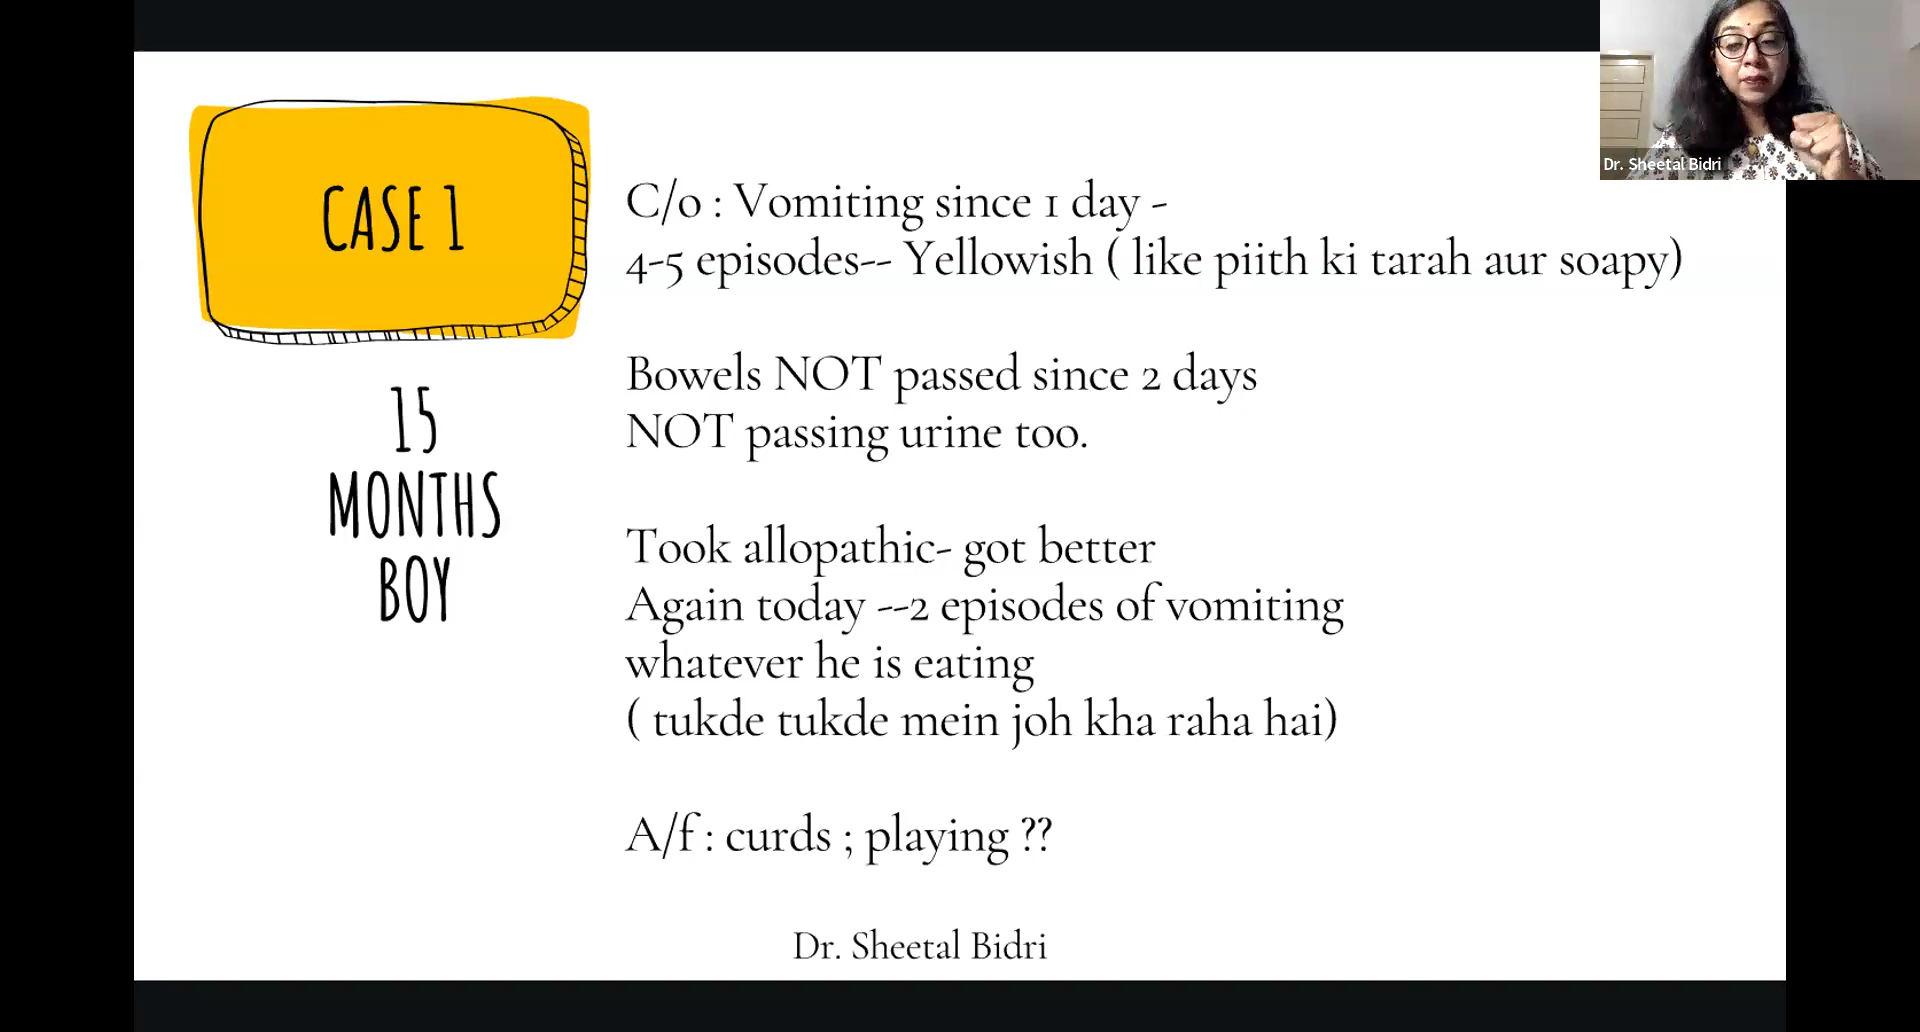 CASE 1
15
MONTHS
BOY
C/o : Vomiting since 1 day -
4-5 episodes-- Yellowish ( like piith ki tarah aur soapy)
Bowels NOT passed since 2 days
NOT passing urine too.
Took allopathic- got better
Again today --2 episodes of vomiting
whatever he is eating
( tukde tukde mein joh kha raha hai)
A/f : curds ; playing ??
Dr. Sheetal Bidri
Dr. Sheetal Bidri